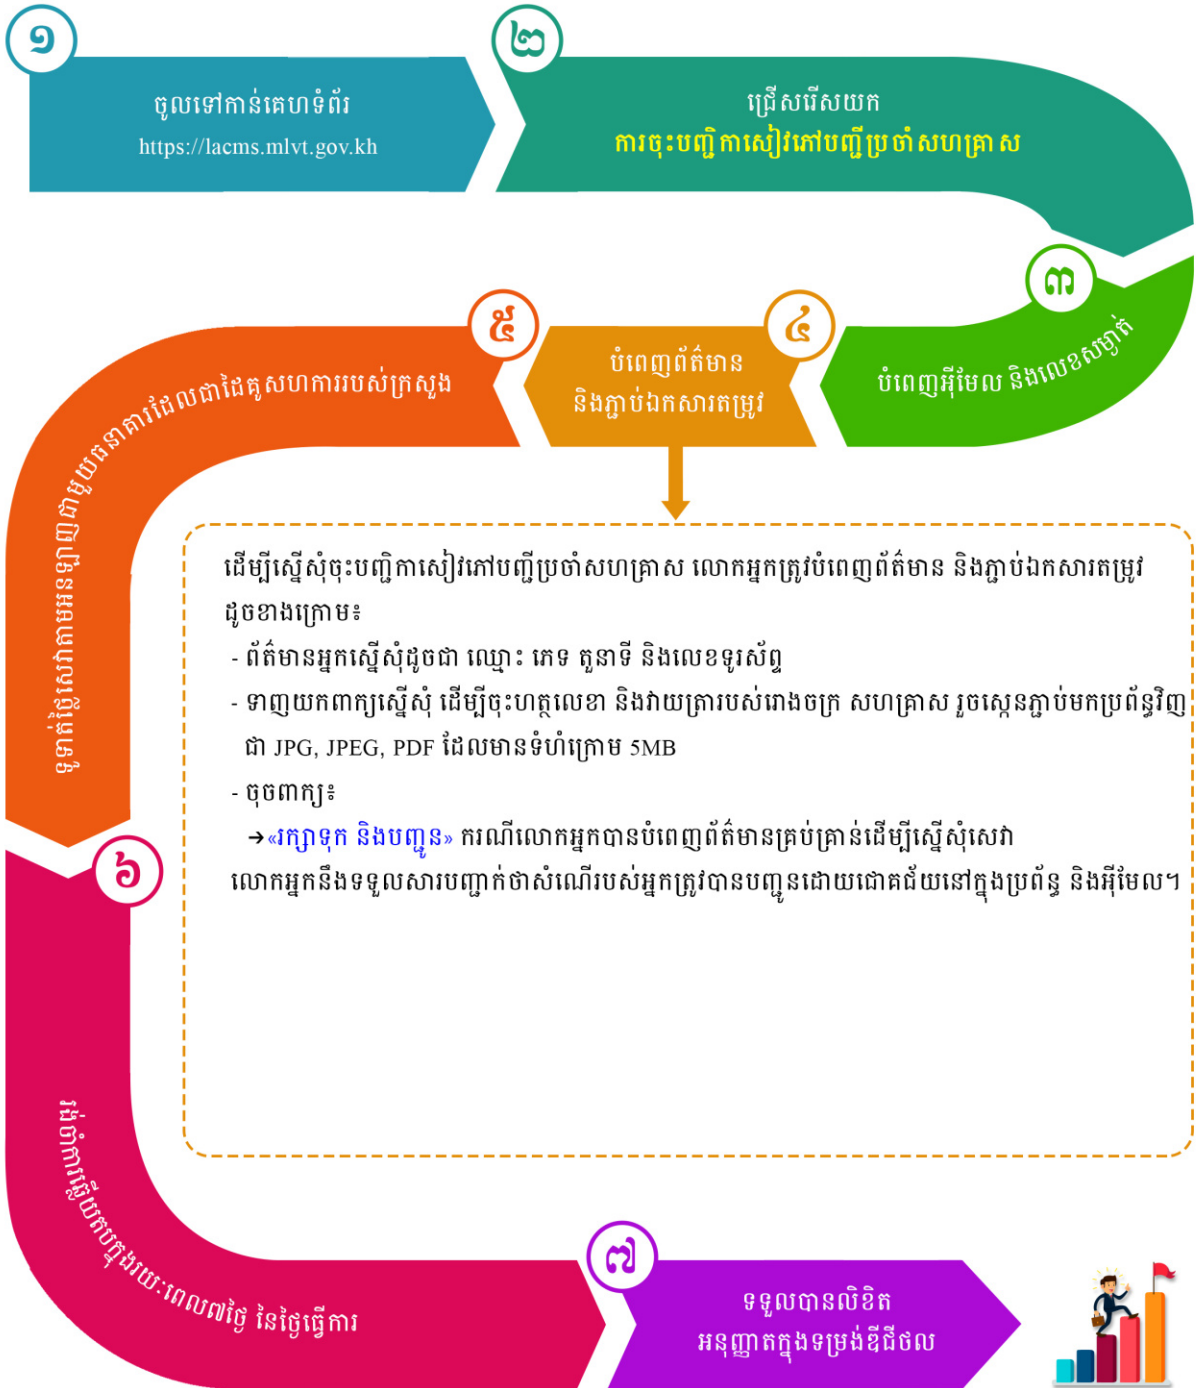 ១
ចូលទៅកាន់គេហទំព័រ
https://lacms.mlvt.gov.kh
២
ជ្រើសរើសយក
ការចុះបញ្ជិកាសៀវភៅបញ្ជីប្រចាំសហគ្រាស
៣
បំពេញអ៊ីមែល និងលេខសម្ងាត់
៤
បំពេញព័ត៌មាន
និងភ្ជាប់ឯកសារតម្រូវ
ដើម្បីស្នើសុំចុះបញ្ជិកាសៀវភៅបញ្ជីប្រចាំសហគ្រាស លោកអ្នកត្រូវបំពេញព័ត៌មាន និងភ្ជាប់ឯកសារតម្រូវ
ដូចខាងក្រោម៖
- ព័ត៌មានអ្នកស្នើសុំដូចជា ឈ្មោះ ភេទ តួនាទី និងលេខទូរស័ព្ទ
- ទាញយកពាក្យស្នើសុំ ដើម្បីចុះហត្ថលេខា និងវាយត្រារបស់រោងចក្រ សហគ្រាស រួចស្កេនភ្ជាប់មកប្រព័ន្ធវិញ
ជា JPG, JPEG, PDF ដែលមានទំហំក្រោម 5MB
- ចុចពាក្យ៖
➔«រក្សាទុក និងបញ្ជូន» ករណីលោកអ្នកបានបំពេញព័ត៌មានគ្រប់គ្រាន់ដើម្បីស្នើសុំសេវា
លោកអ្នកនឹងទទួលសារបញ្ជាក់ថាសំណើរបស់អ្នកត្រូវបានបញ្ជូនដោយជោគជ័យនៅក្នុងប្រព័ន្ធ និងអ៊ីមែល។
៥
ទូទាត់ថ្លៃសេវាតាមអនឡាញជាមួយធនាគារដែលជាដៃគូសហការរបស់ក្រសួង
៦
រង់ចាំការឆ្លើយតបក្នុងរយៈពេល៧ថ្ងៃ នៃថ្ងៃធ្វើការ
៧
ទទួលបានលិខិត
អនុញ្ញាតក្នុងទម្រង់ឌីជីថល